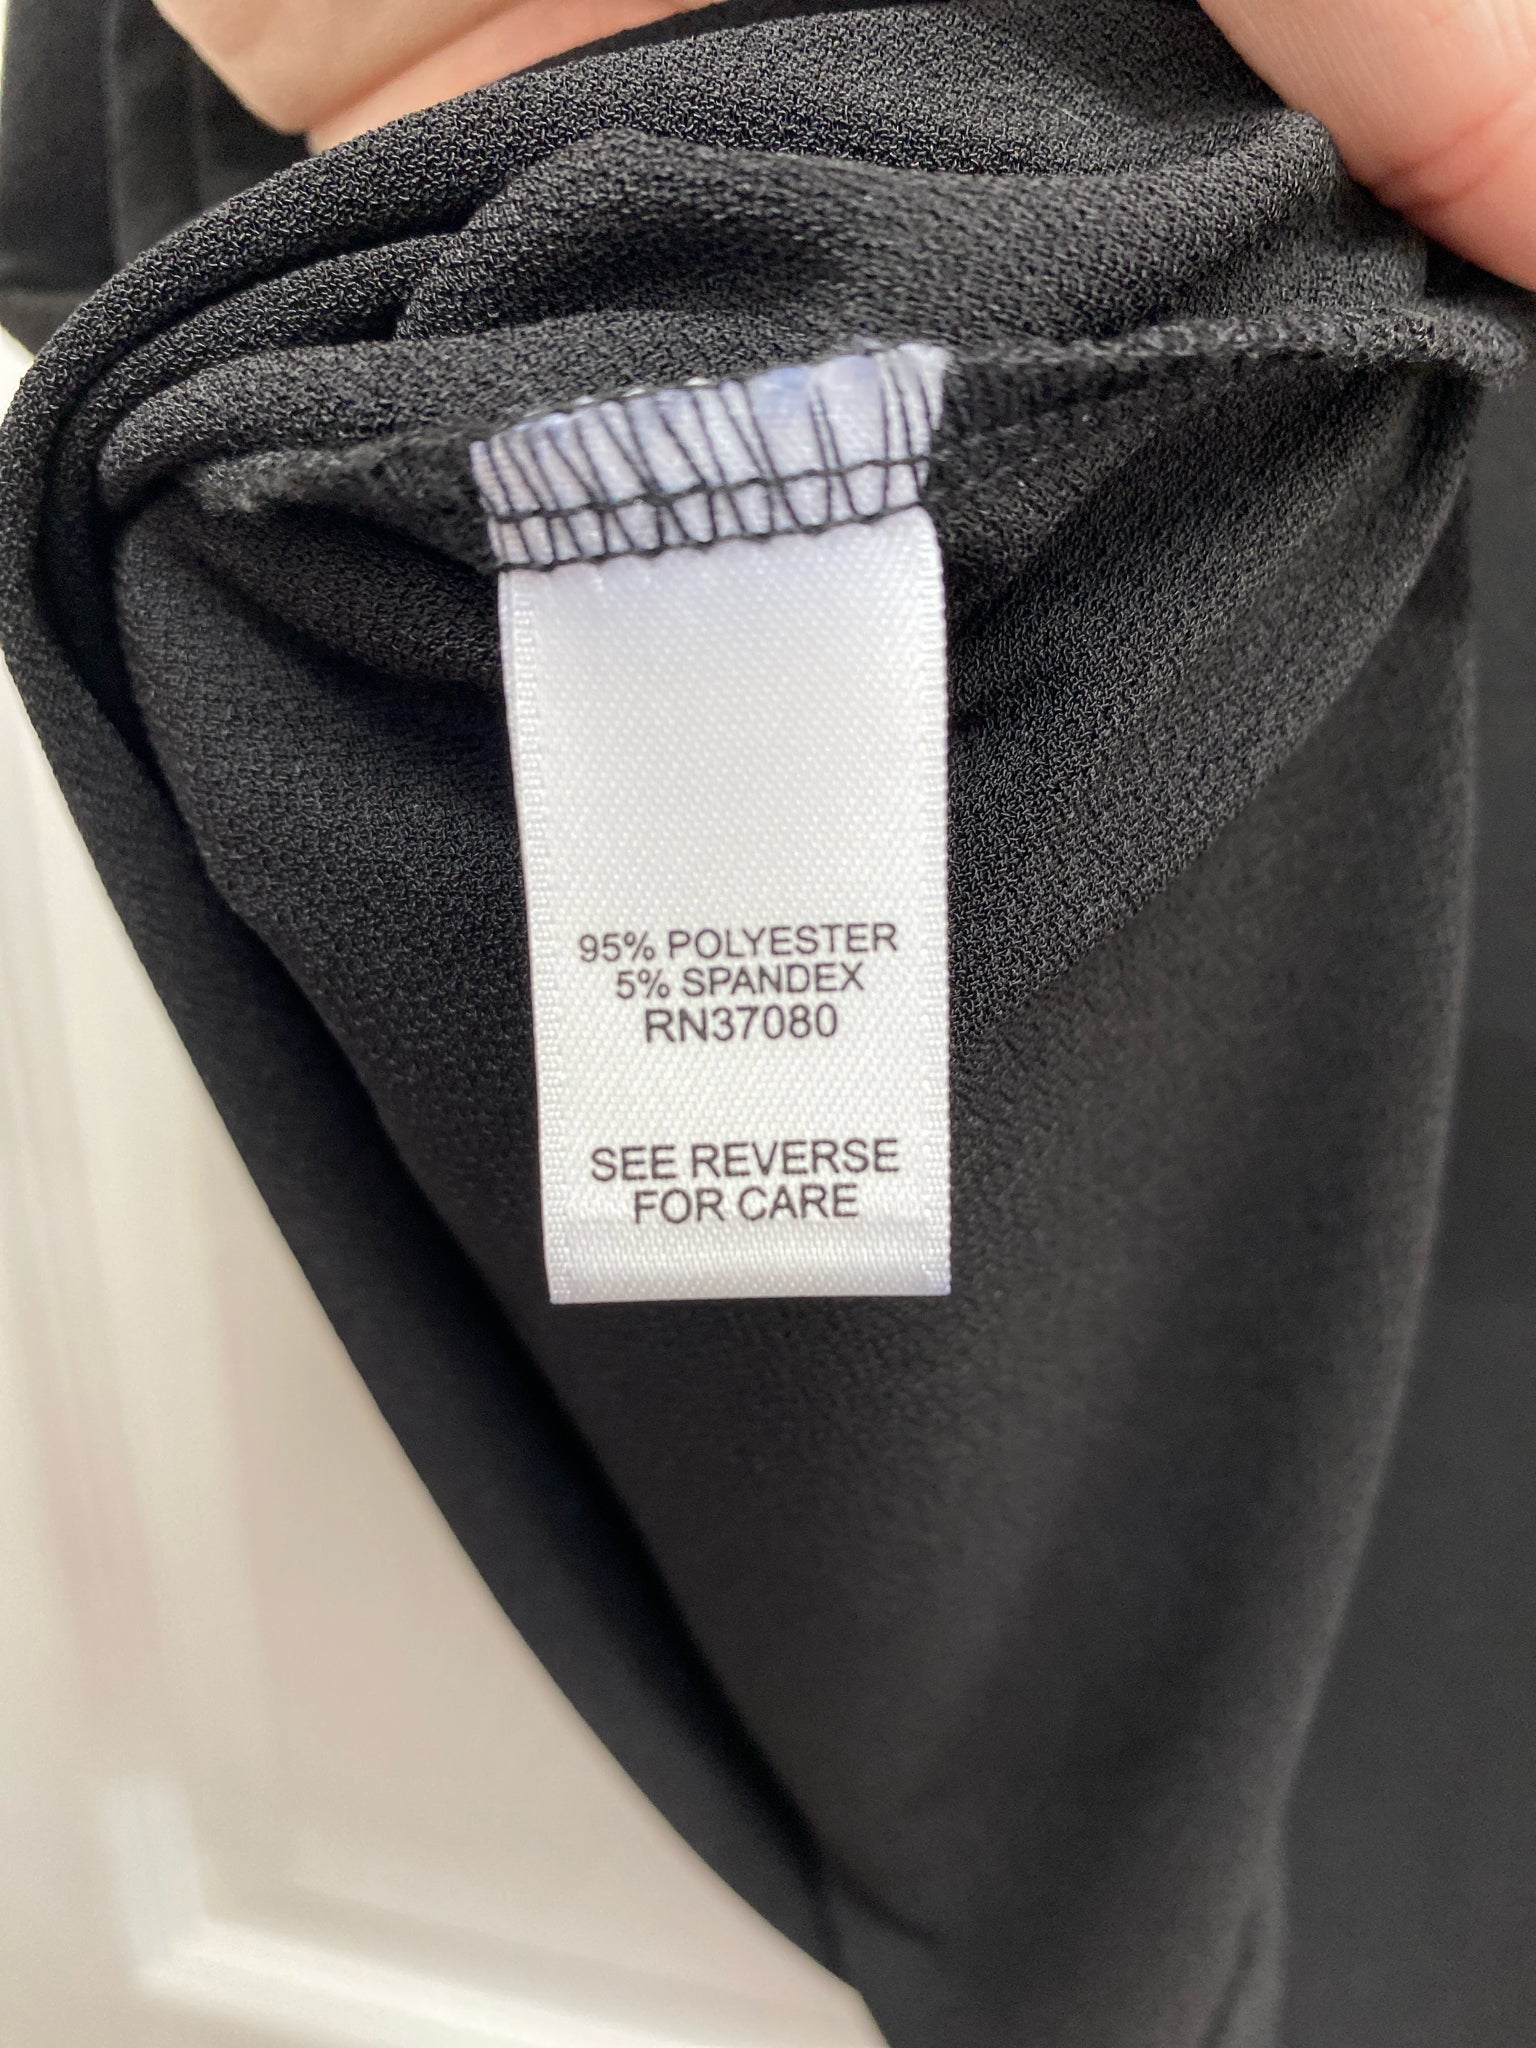 95% POLYESTER
5% SPANDEX
RN37080
SEE REVERSE
FOR CARE